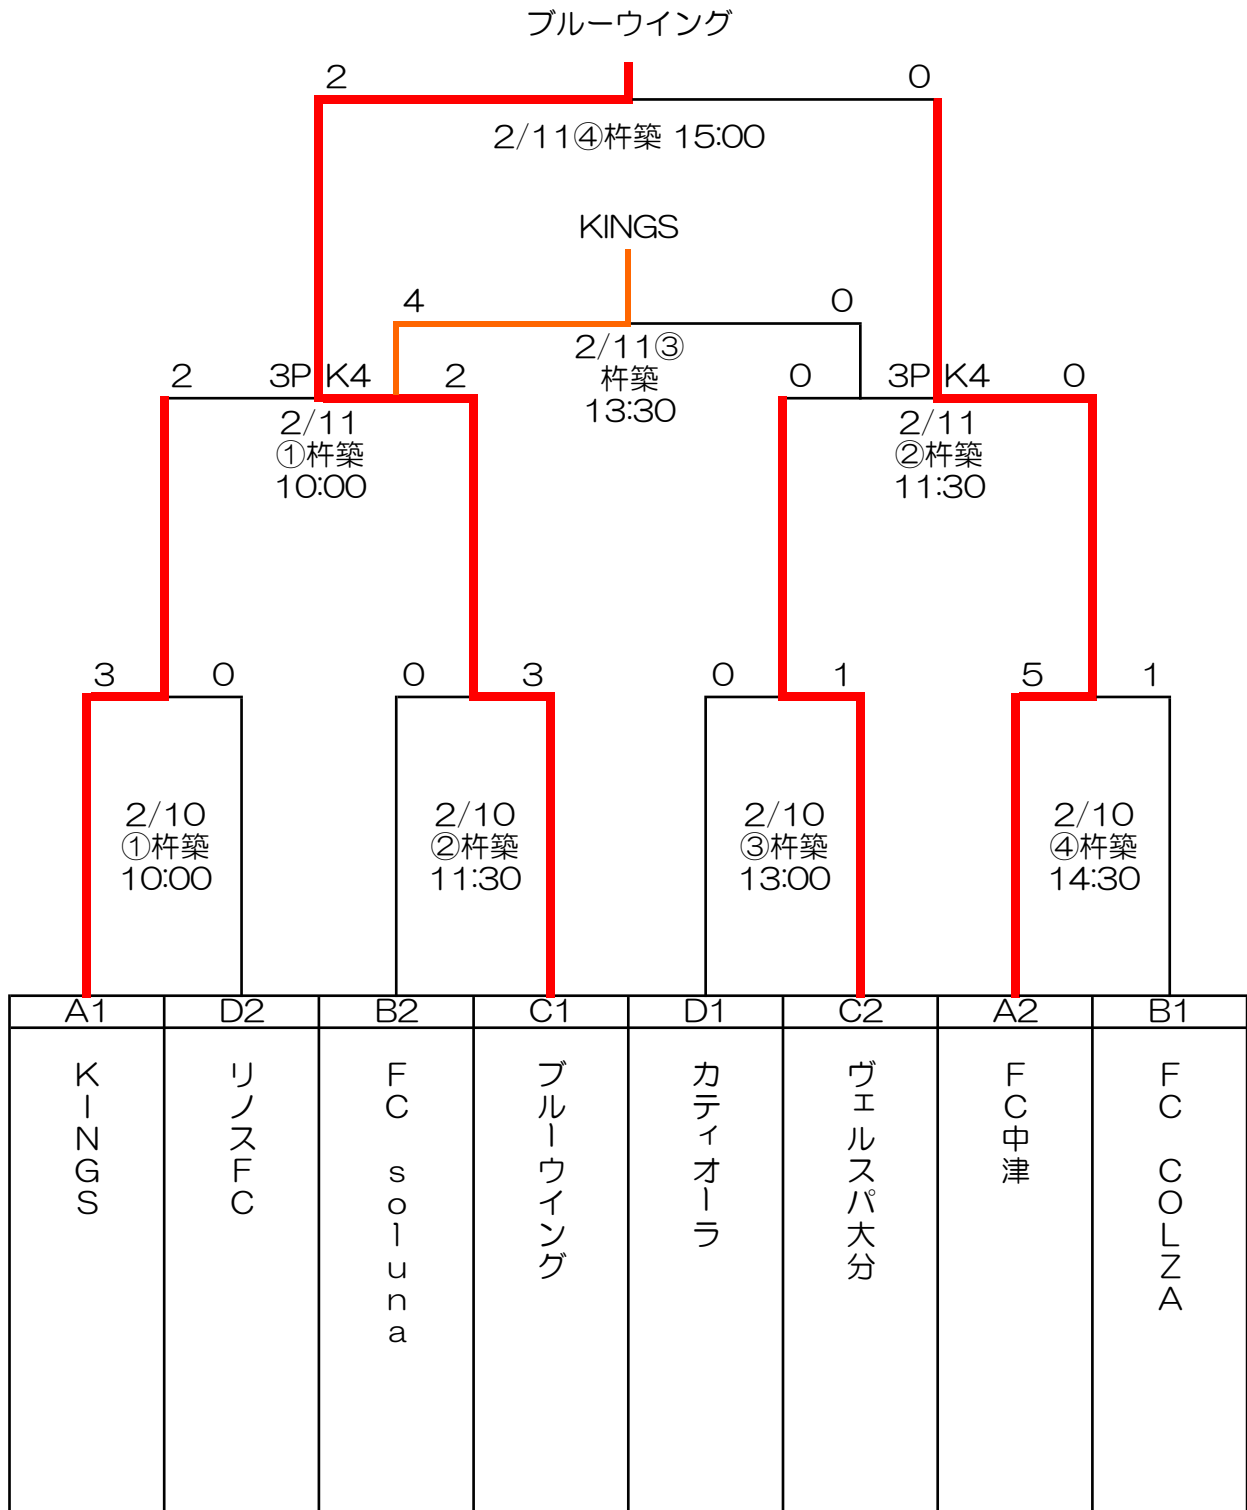 ブルーウイング
2 0
2/11④杵築 15:00
KINGS
4 0
2/11③
杵築
13:30
2 3P K4 2
2/11
①杵築
10:00
0 3P K4 0
2/11
②杵築
11:30
3 0
2/10
①杵築
10:00
0 3
2/10
②杵築
11:30
0 1
2/10
③杵築
13:00
5 1
2/10
④杵築
14:30
A1 D2 B2 C1 D1 C2 A2 B1
KINGS
リノスFC
FC soluna
ブルーウイング
カティオーラ
ヴェルスパ大分
FC中津
FC COLZA